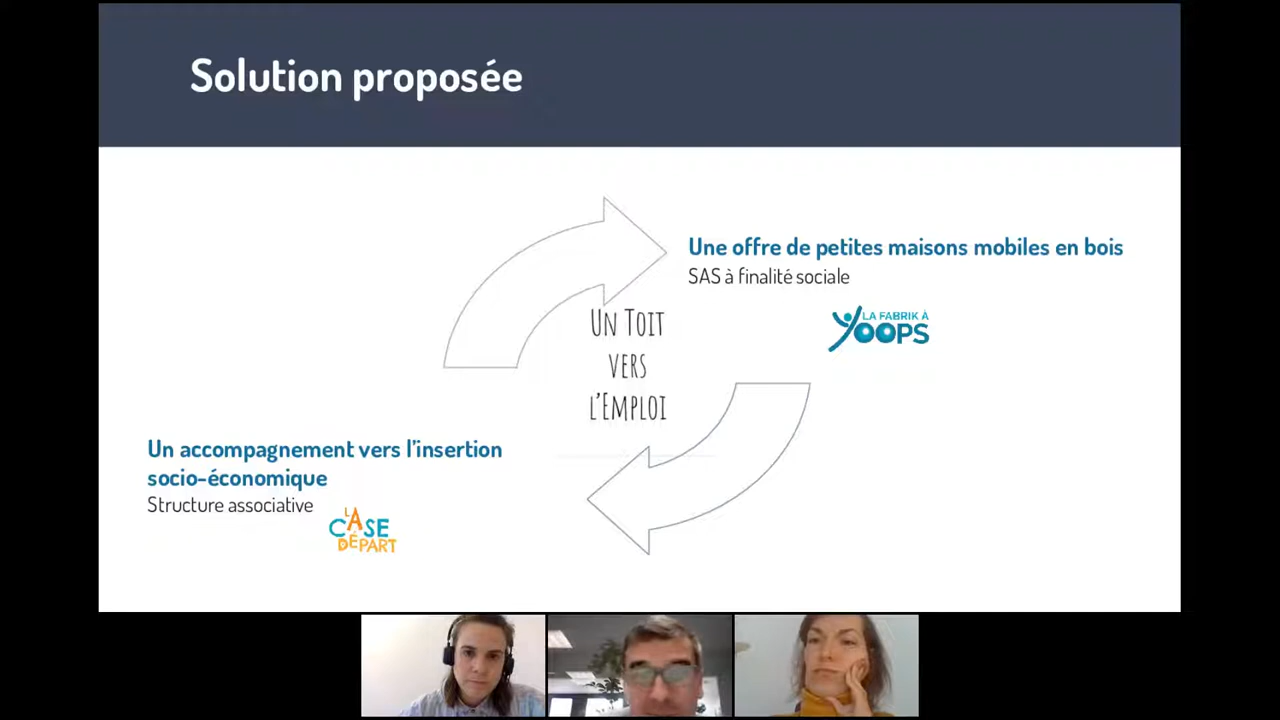 Solution proposée
Une offre de petites maisons mobiles en bois
SAS à finalité sociale
LA FABRIK À
YOOPS
UN TOIT
VERS
L'EMPLOI
Un accompagnement vers l'insertion
socio-économique
Structure associative
LA
CASE
DÉPART